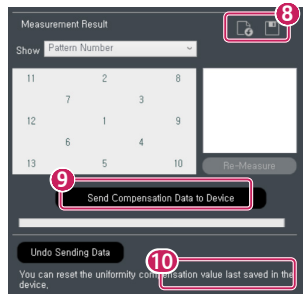 8
Measurement Result
Show Pattern Number
11 2 8
7 3
12 1 9
6 4
13 5 10
Re-Measure
9
Send Compensation Data to Device
Undo Sending Data
10
You can reset the uniformity compensation value last saved in the
device,